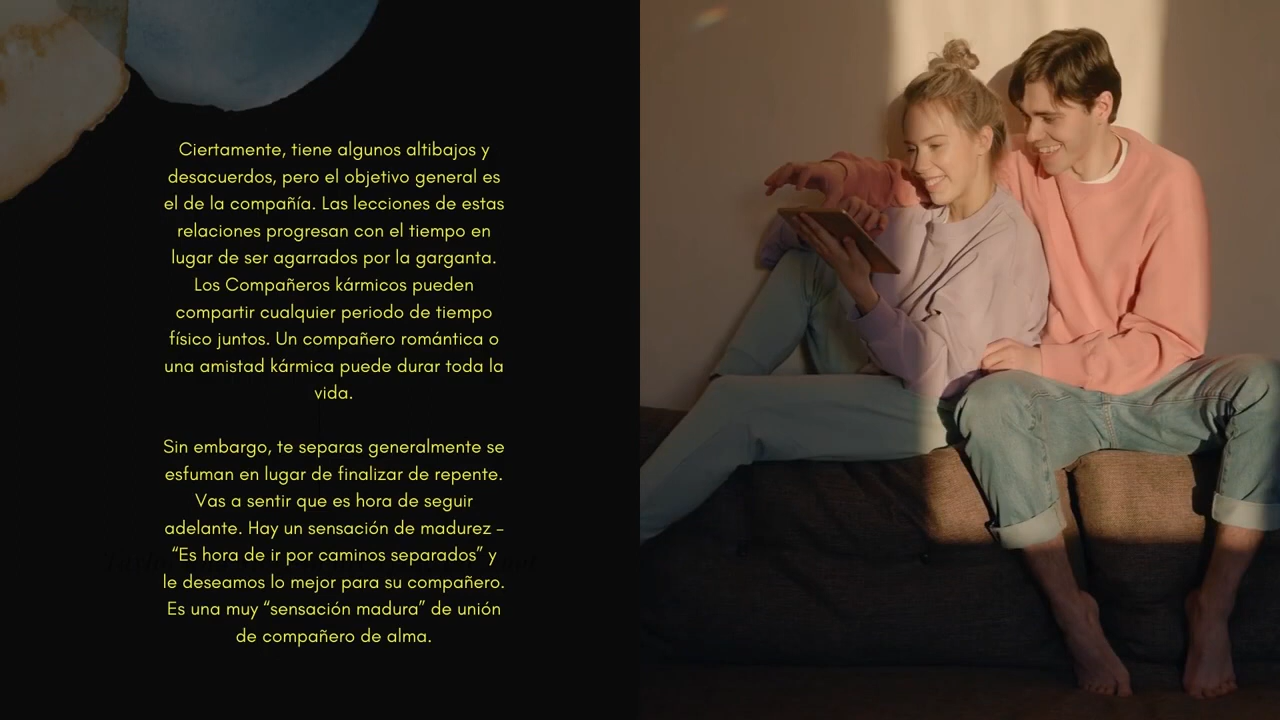 Ciertamente, tiene algunos altibajos y
desacuerdos, pero el objetivo general es
el de la compañía. Las lecciones de estas
relaciones progresan con el tiempo en
lugar de ser agarrados por la garganta.
Los Compañeros kármicos pueden
compartir cualquier periodo de tiempo
físico juntos. Un compañero romántica o
una amistad kármica puede durar toda la
vida.
Sin embargo, te separas generalmente se
esfuman en lugar de finalizar de repente.
Vas a sentir que es hora de seguir
adelante. Hay un sensación de madurez –
“Es hora de ir por caminos separados” y
le deseamos lo mejor para su compañero.
Es una muy “sensación madura” de unión
de compañero de alma.